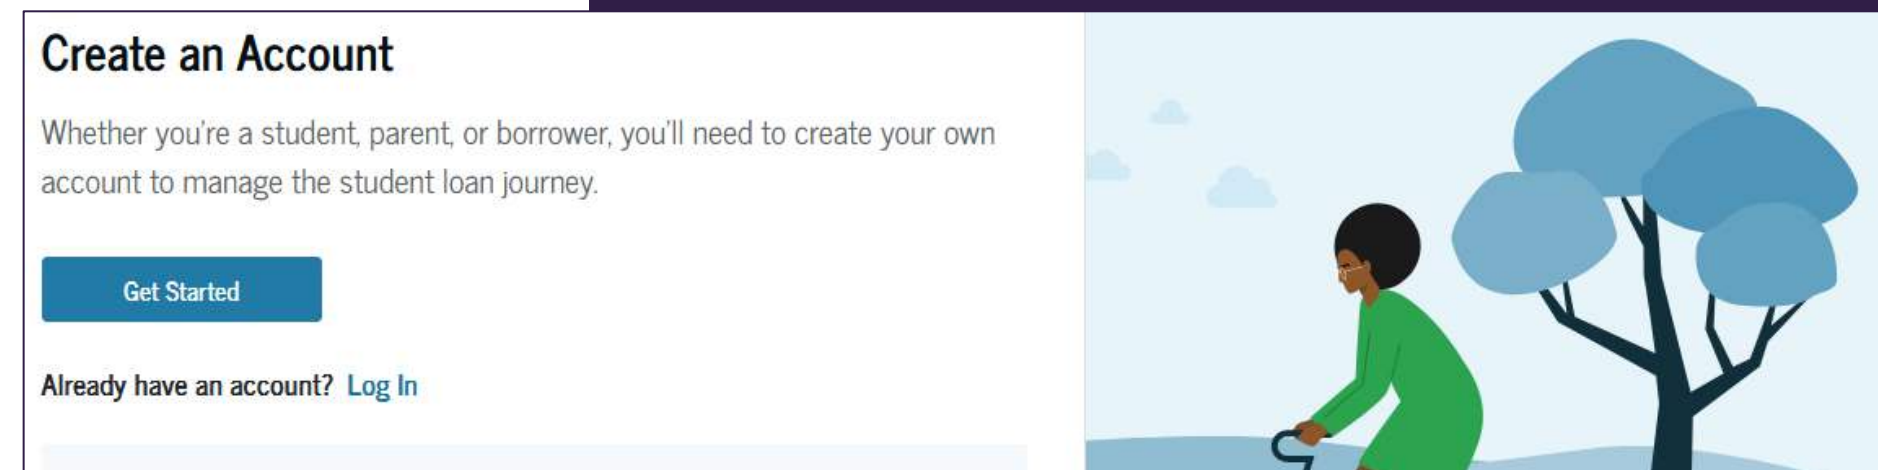 Create an Account
Whether you're a student, parent, or borrower, you'll need to create your own
account to manage the student loan journey.
Get Started
Already have an account? Log In